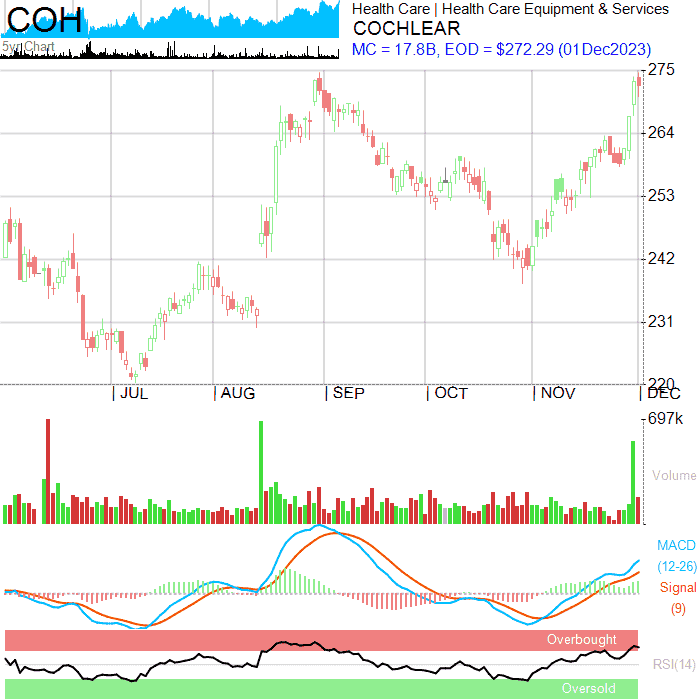 COH
5yr Chart
Health Care | Health Care Equipment & Services
COCHLEAR
MC = 17.8B, EOD = $272.29 (01Dec2023)
275
264
253
242
231
220
JUL AUG SEP OCT NOV DEC
697k
Volume
MACD
(12-26)
Signal
(9)
Overbought
RSI(14)
Oversold